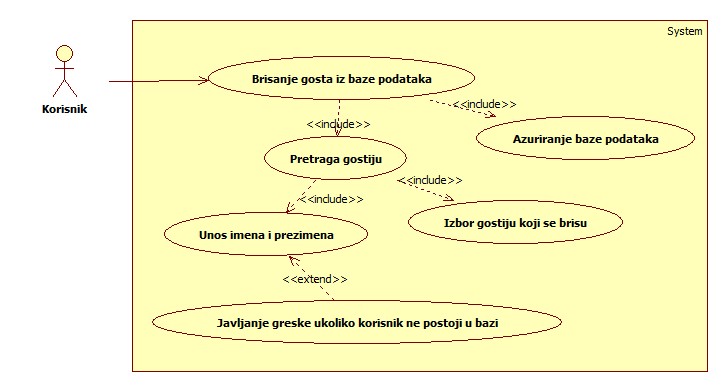 System
Brisanje gosta iz baze podataka
Korisnik
<<include>>
<<include>>
Azuriranje baze podataka
Pretraga gostiju
<<include>>
<<include>>
Unos imena i prezimena
Izbor gostiju koji se brisu
<<extend>>
Javljanje greske ukoliko korisnik ne postoji u bazi